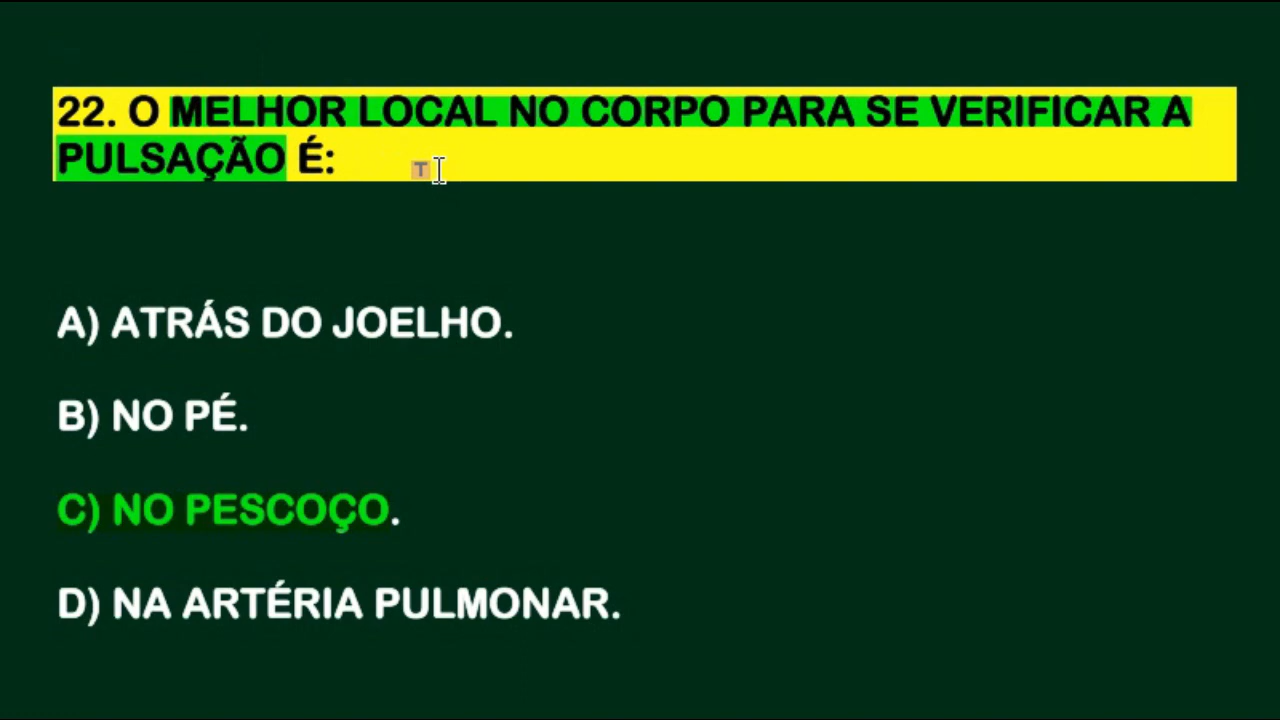 22. O MELHOR LOCAL NO CORPO PARA SE VERIFICAR A
PULSAÇÃO É:
T
A) ATRÁS DO JOELHO.
B) NO PÉ.
C) NO PESCOÇO.
D) NA ARTÉRIA PULMONAR.